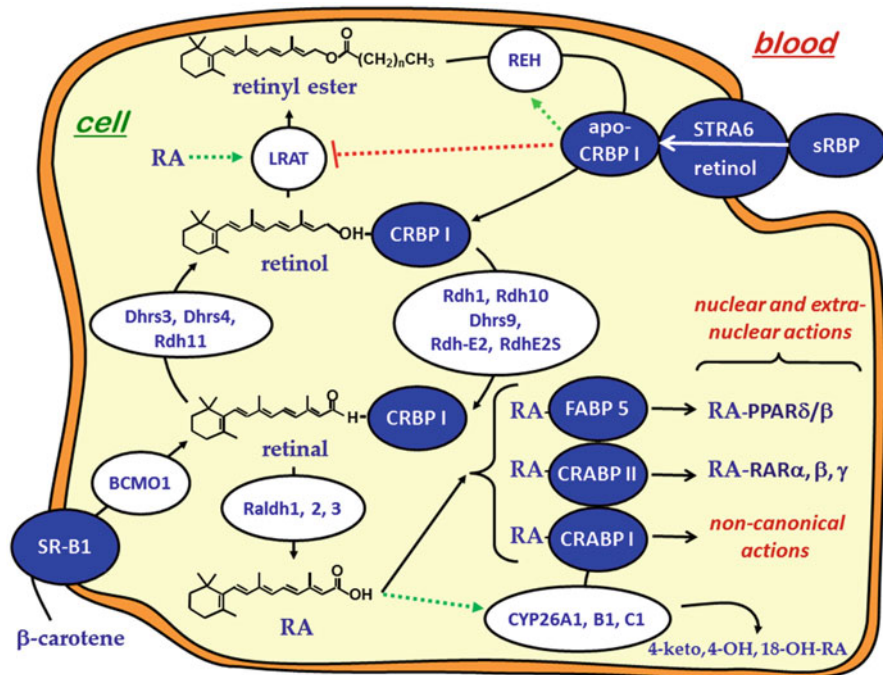 blood
cell
(CH₂)ₙCH₃
O
O
retinyl ester
REH
RA
LRAT
apo-
CRBP I
STRA6
retinol
sRBP
OH
CRBP I
retinol
Dhrs3, Dhrs4,
Rdh11
Rdh1, Rdh10
Dhrs9,
Rdh-E2, RdhE2S
nuclear and extra-
nuclear actions
O
H
CRBP I
retinal
RA-
FABP 5
RA-PPARδ/β
BCMO1
RA-
CRABP II
RA-RARα, β, γ
Raldh1, 2, 3
RA-
CRABP I
non-canonical
actions
SR-B1
O
OH
RA
β-carotene
CYP26A1, B1, C1
4-keto, 4-OH, 18-OH-RA